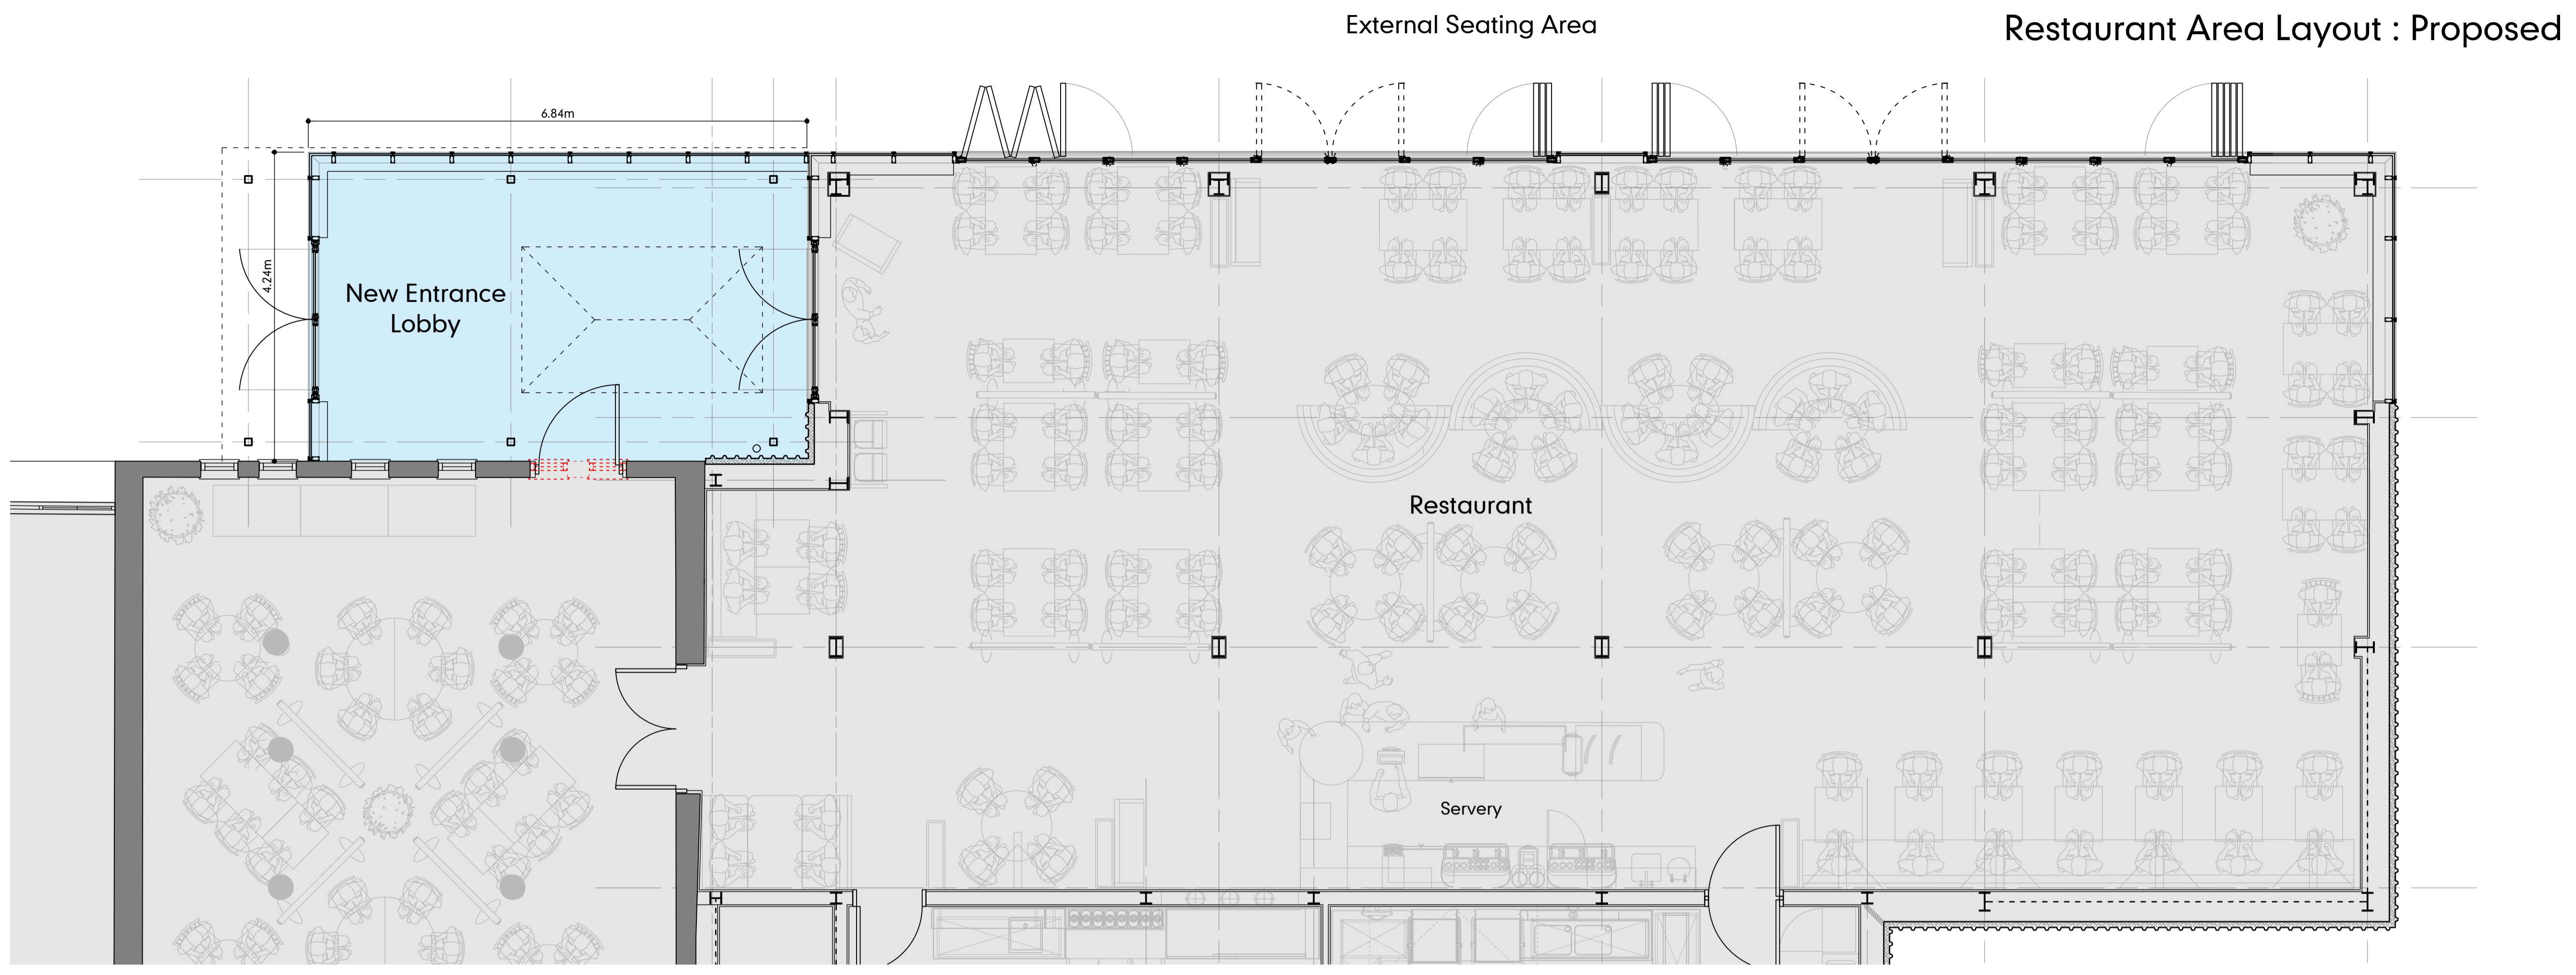 External Seating Area
Restaurant Area Layout : Proposed
6.84m
4.24m
New Entrance
Lobby
Restaurant
Servery